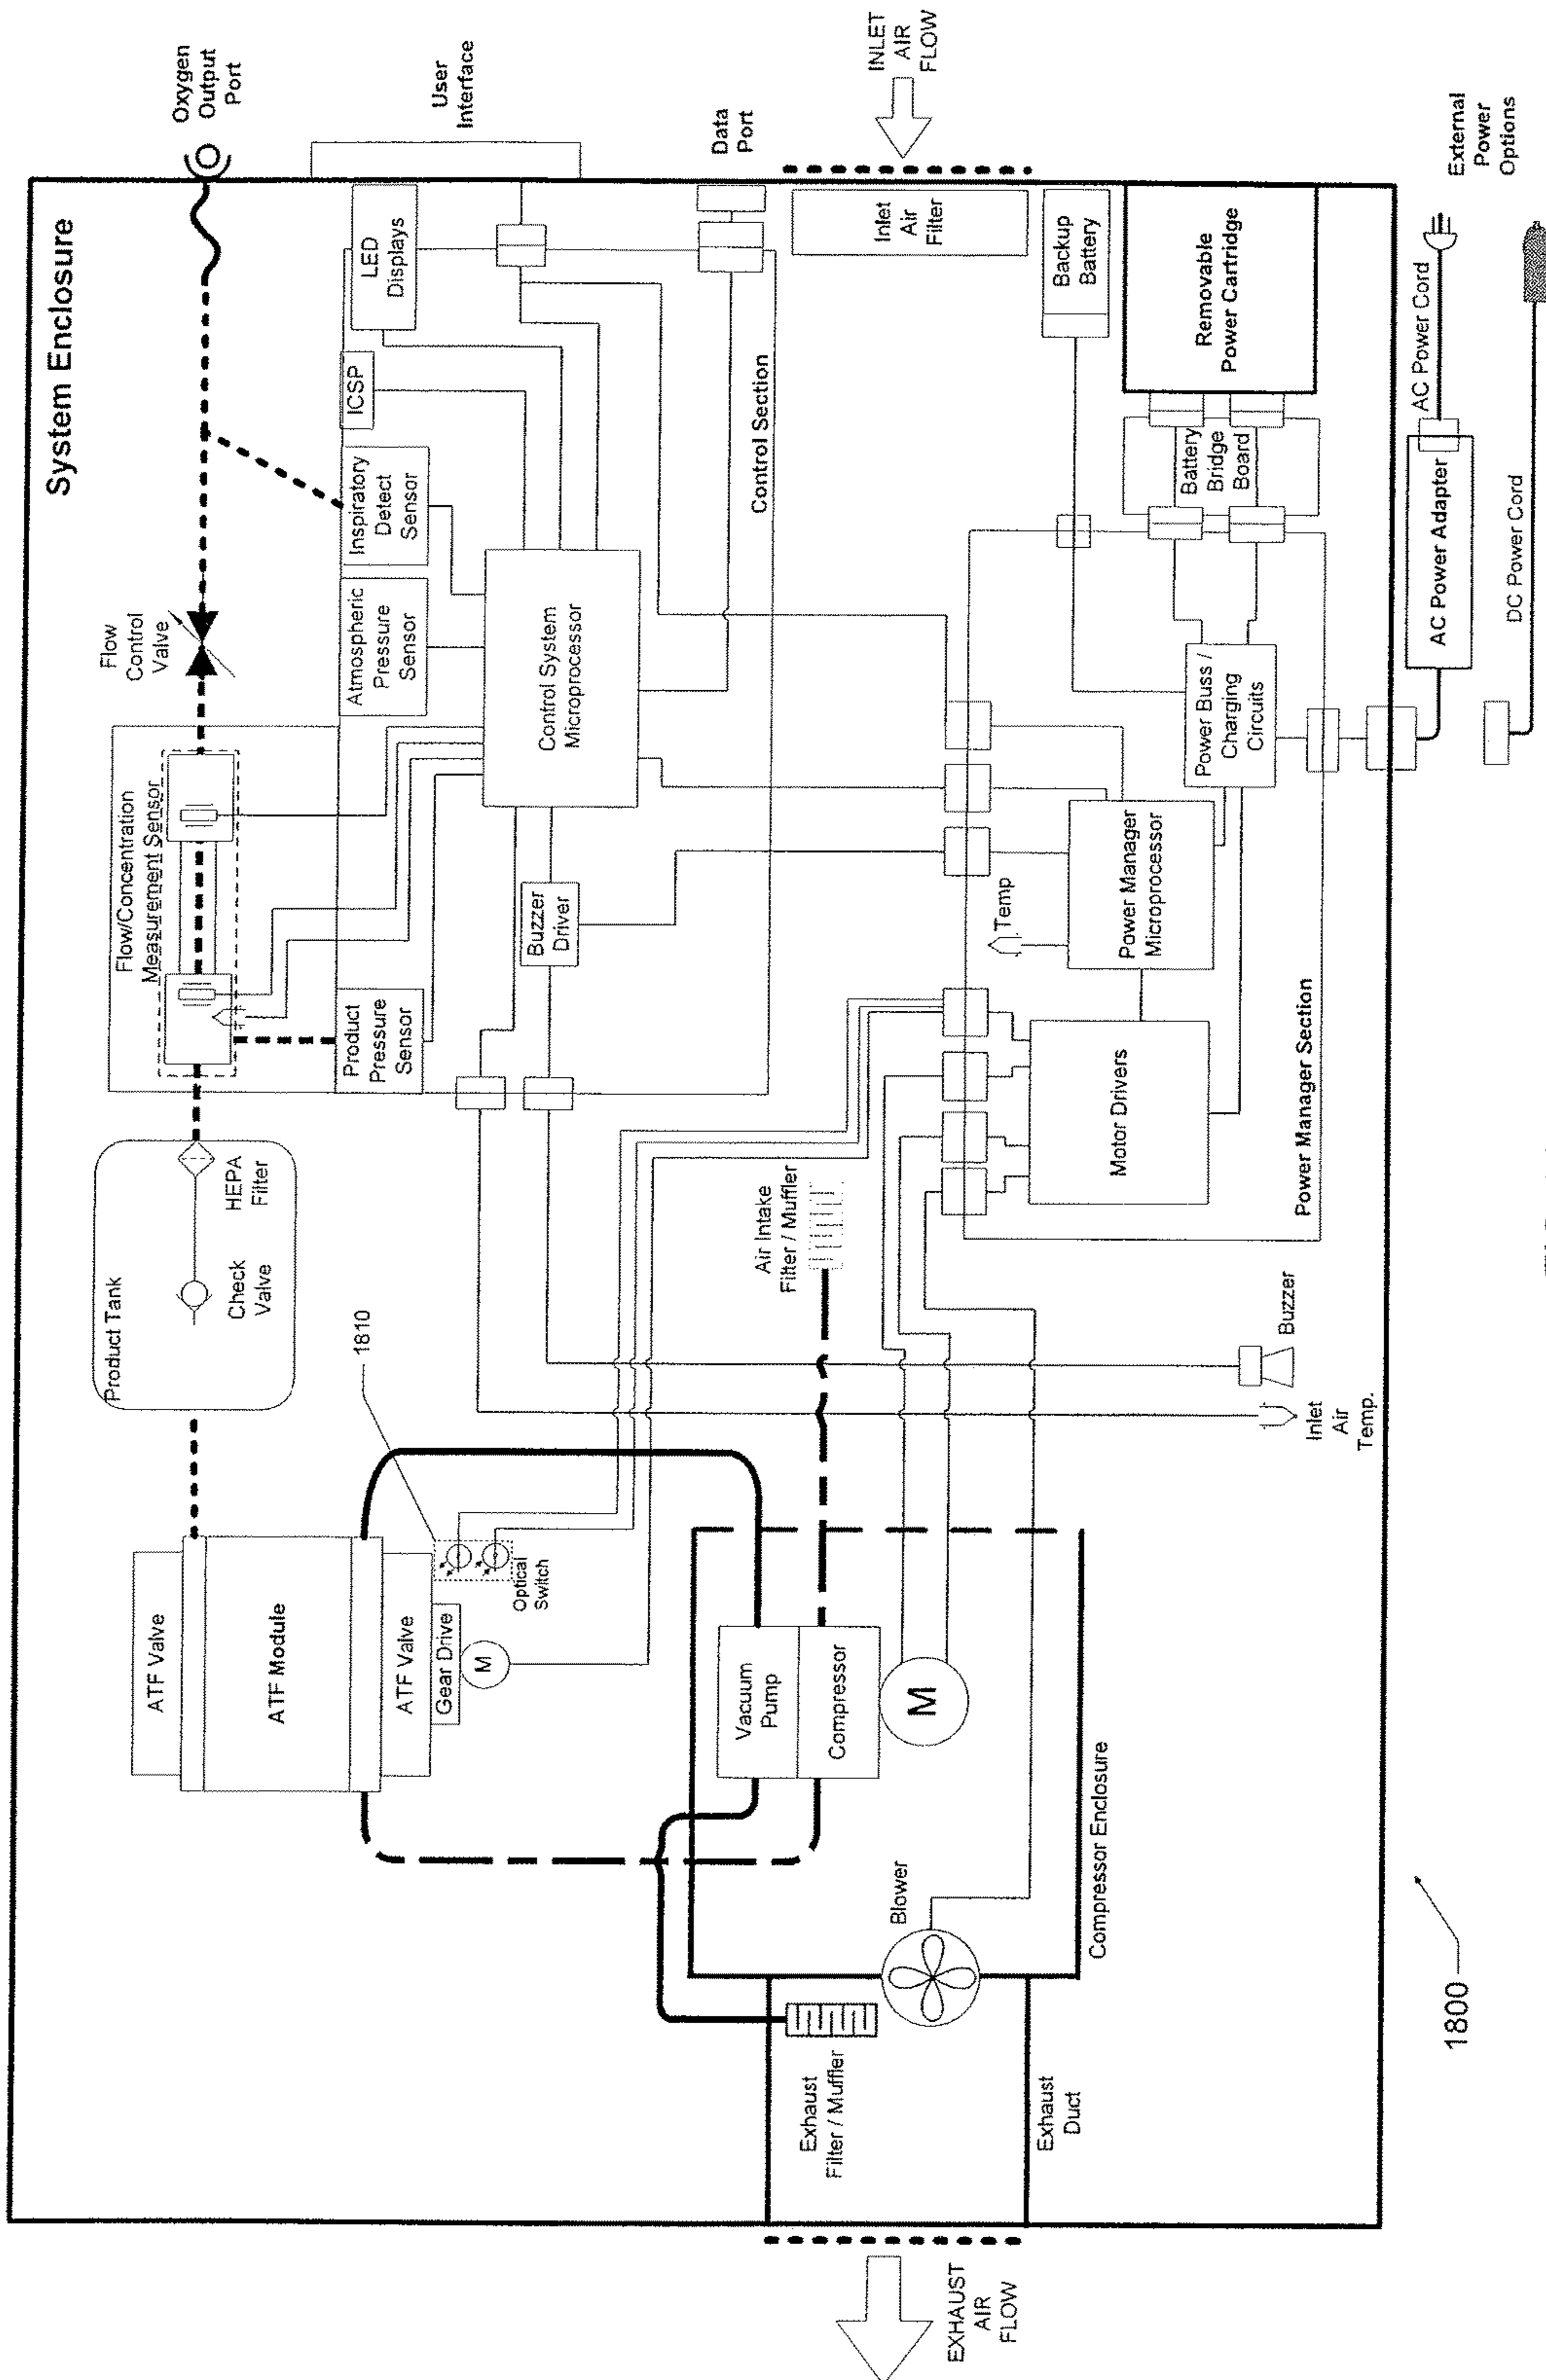 System Enclosure
Oxygen
Output
Port
User
Interface
Data
Port
INLET
AIR
FLOW
External
Power
Options
Flow
Control
Valve
LED
Displays
ICSP
Inspiratory
Detect
Sensor
Atmospheric
Pressure
Sensor
Control System
Microprocessor
Control Section
Inlet
Air
Filter
Backup
Battery
Removable
Power Cartridge
Battery
Bridge
Board
AC Power Cord
AC Power Adapter
DC Power Cord
Flow/Concentration
Measurement Sensor
Product
Pressure
Sensor
Buzzer
Driver
Power Buss /
Charging
Circuits
Power Manager
Microprocessor
Temp
Motor Drivers
Power Manager Section
Product Tank
HEPA
Filter
Check
Valve
1810
Air Intake
Filter / Muffler
Buzzer
Inlet
Air
Temp.
ATF Valve
ATF Module
ATF Valve
Gear Drive
M
Optical
Switch
Vacuum
Pump
Compressor
M
Blower
Compressor Enclosure
Exhaust
Filter / Muffler
Exhaust
Duct
EXHAUST
AIR
FLOW
1800